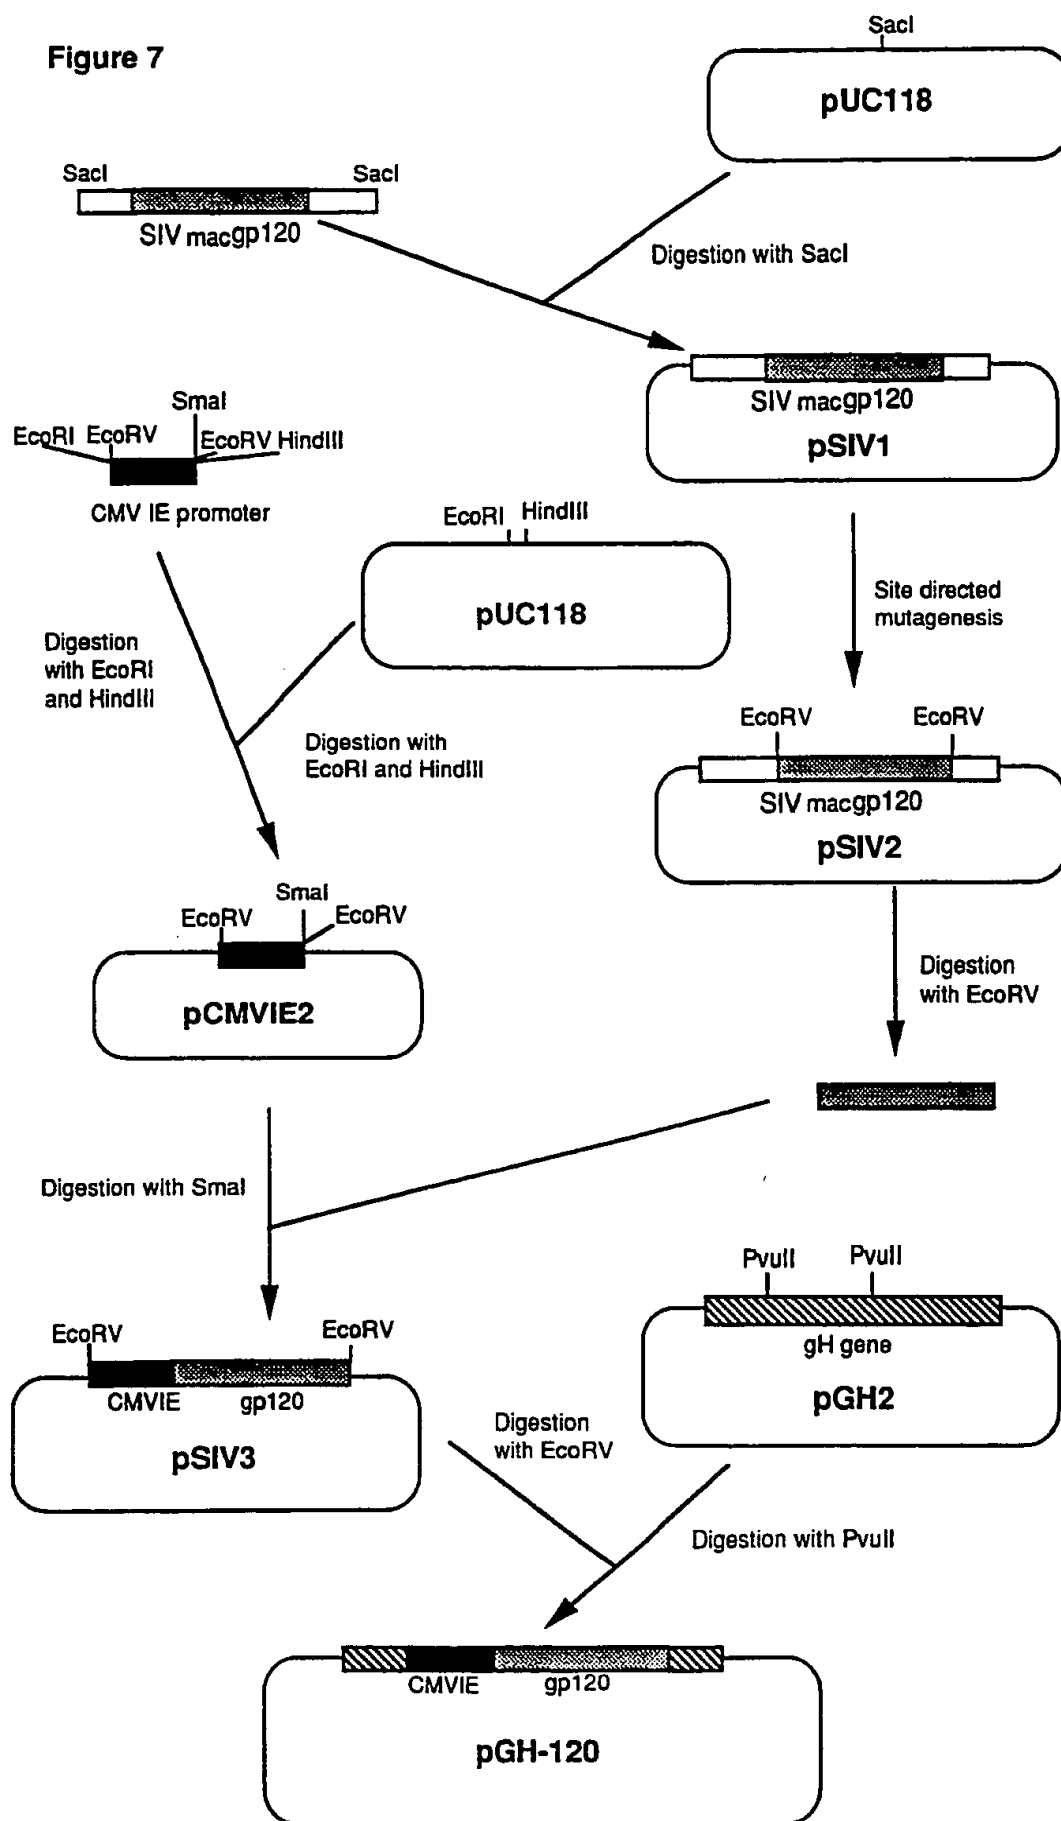 Figure 7
SacI
pUC118
SacI SacI
SIV macgp120
Digestion with SacI
SIV macgp120
pSIV1
SmaI
EcoRI EcoRV EcoRV HindIII
CMV IE promoter
EcoRI HindIII
pUC118
Site directed
mutagenesis
Digestion
with EcoRI
and HindIII
Digestion with
EcoRI and HindIII
EcoRV EcoRV
SIV macgp120
pSIV2
SmaI
EcoRV EcoRV
pCMVIE2
Digestion
with EcoRV
Digestion with SmaI
PvuII PvuII
gH gene
pGH2
EcoRV EcoRV
CMVIE gp120
pSIV3
Digestion
with EcoRV
Digestion with PvuII
CMVIE gp120
pGH-120